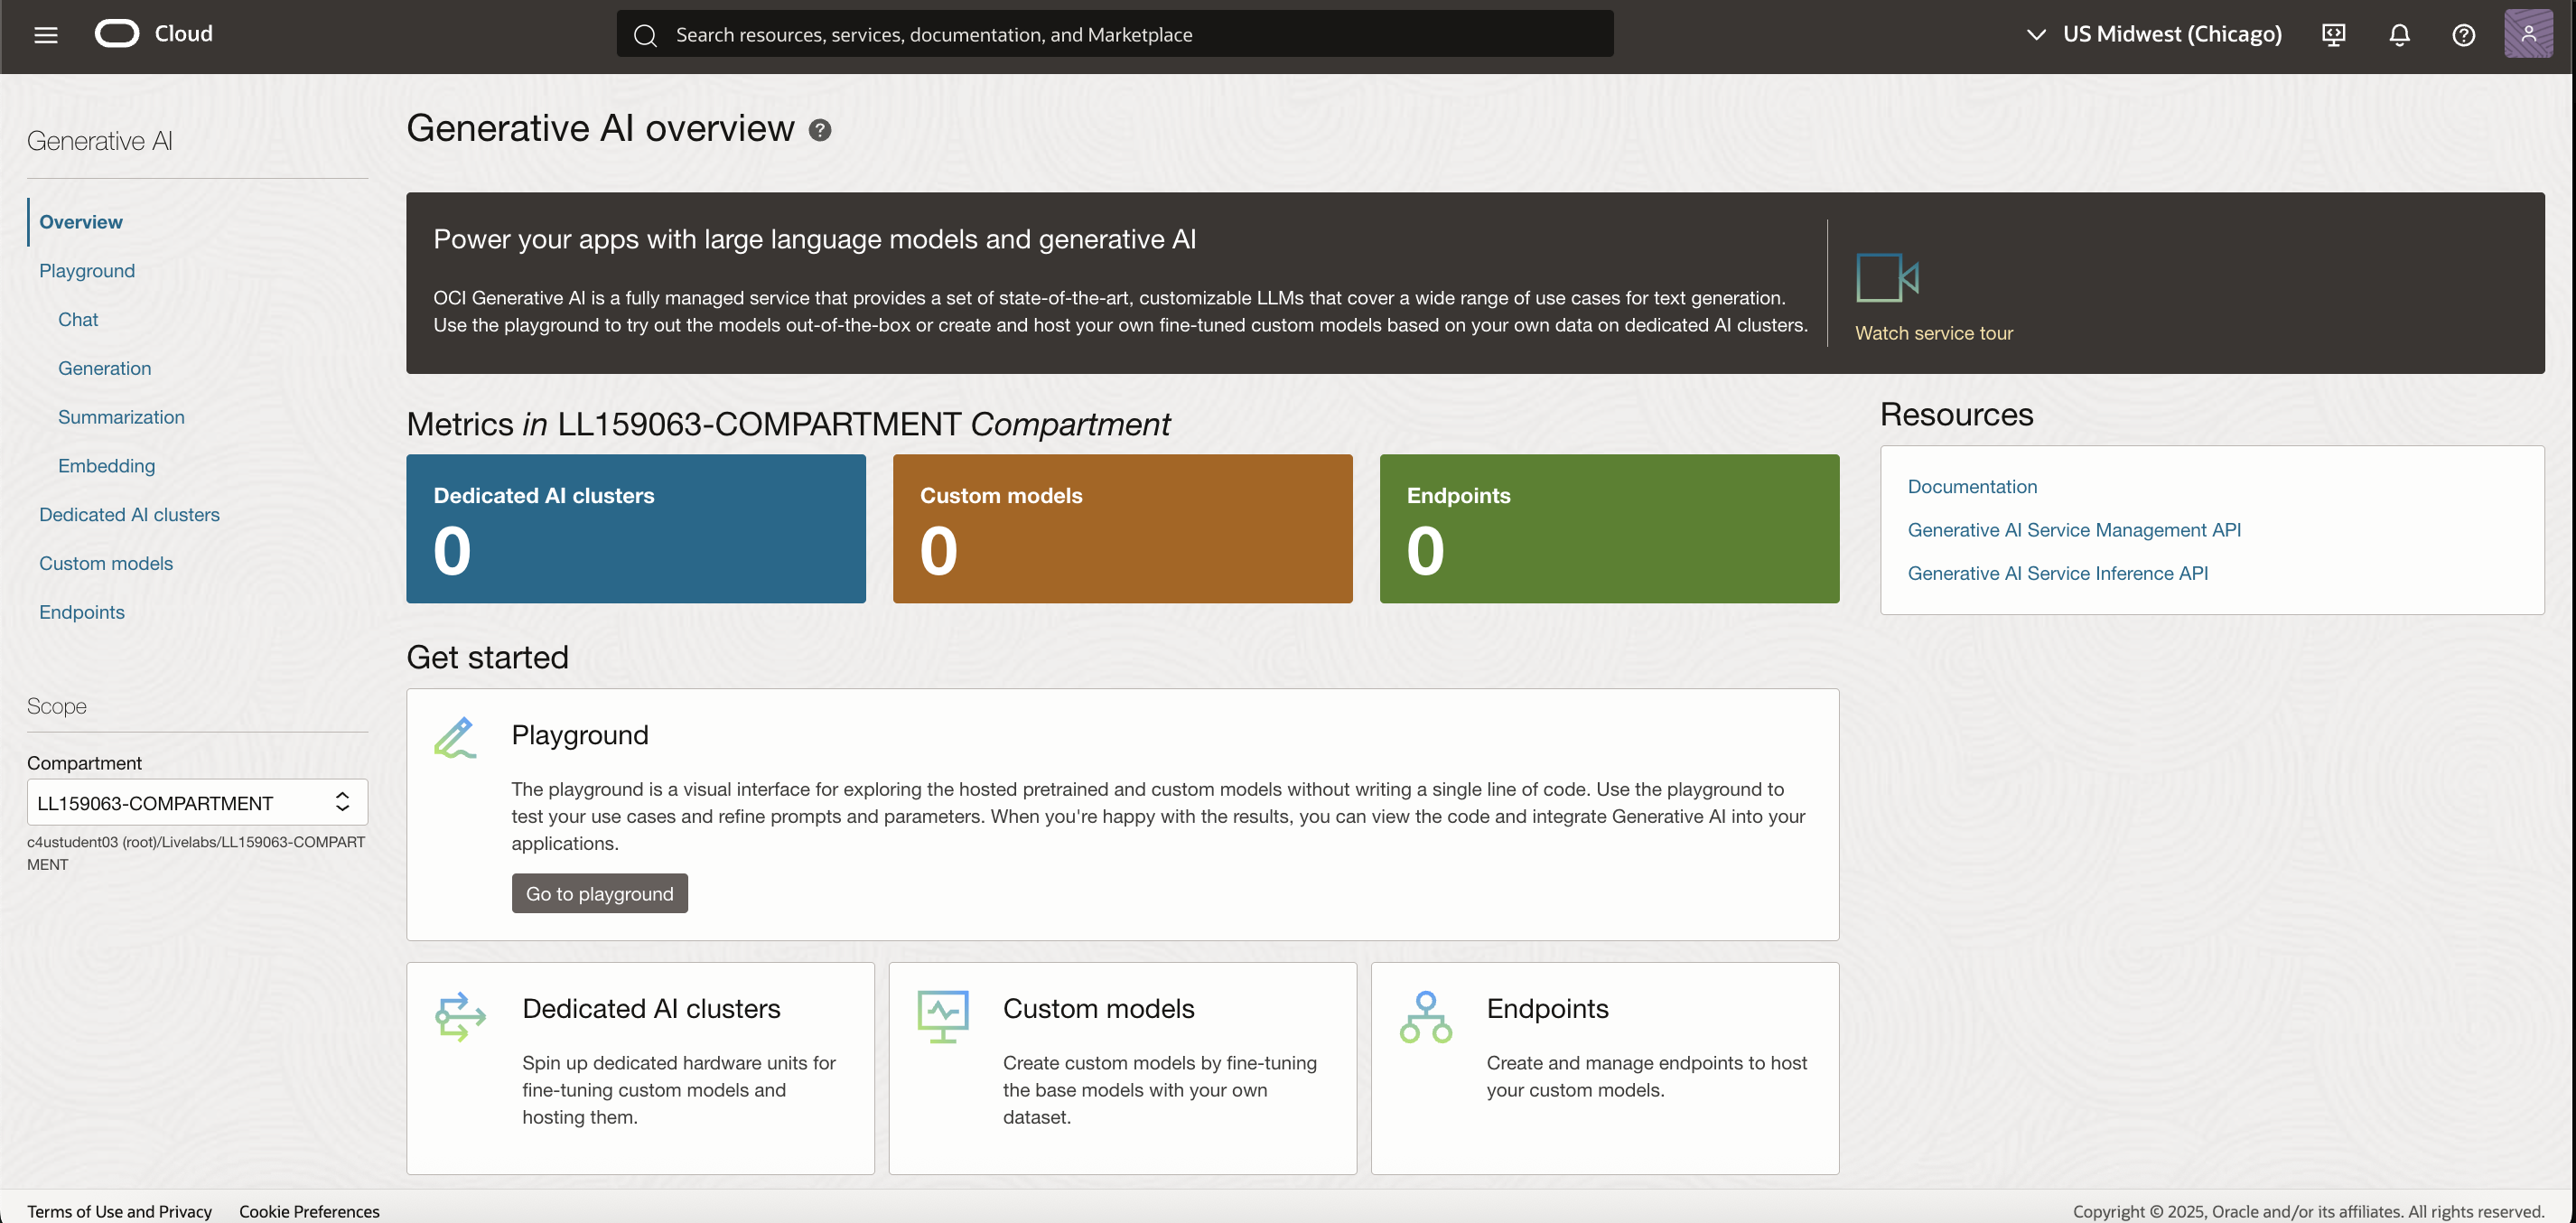 Cloud
Search resources, services, documentation, and Marketplace
US Midwest (Chicago)
Generative AI
Overview
Playground
Chat
Generation
Summarization
Embedding
Dedicated AI clusters
Custom models
Endpoints
Scope
Compartment
LL159063-COMPARTMENT
c4ustudent03 (root)/Livelabs/LL159063-COMPART
MENT
Generative AI overview
Power your apps with large language models and generative AI
OCI Generative AI is a fully managed service that provides a set of state-of-the-art, customizable LLMs that cover a wide range of use cases for text generation.
Use the playground to try out the models out-of-the-box or create and host your own fine-tuned custom models based on your own data on dedicated AI clusters.
Watch service tour
Metrics in LL159063-COMPARTMENT Compartment
Dedicated AI clusters
0
Custom models
0
Endpoints
0
Resources
Documentation
Generative AI Service Management API
Generative AI Service Inference API
Get started
Playground
The playground is a visual interface for exploring the hosted pretrained and custom models without writing a single line of code. Use the playground to
test your use cases and refine prompts and parameters. When you're happy with the results, you can view the code and integrate Generative AI into your
applications.
Go to playground
Dedicated AI clusters
Spin up dedicated hardware units for
fine-tuning custom models and
hosting them.
Custom models
Create custom models by fine-tuning
the base models with your own
dataset.
Endpoints
Create and manage endpoints to host
your custom models.
Terms of Use and Privacy
Cookie Preferences
Copyright © 2025, Oracle and/or its affiliates. All rights reserved.